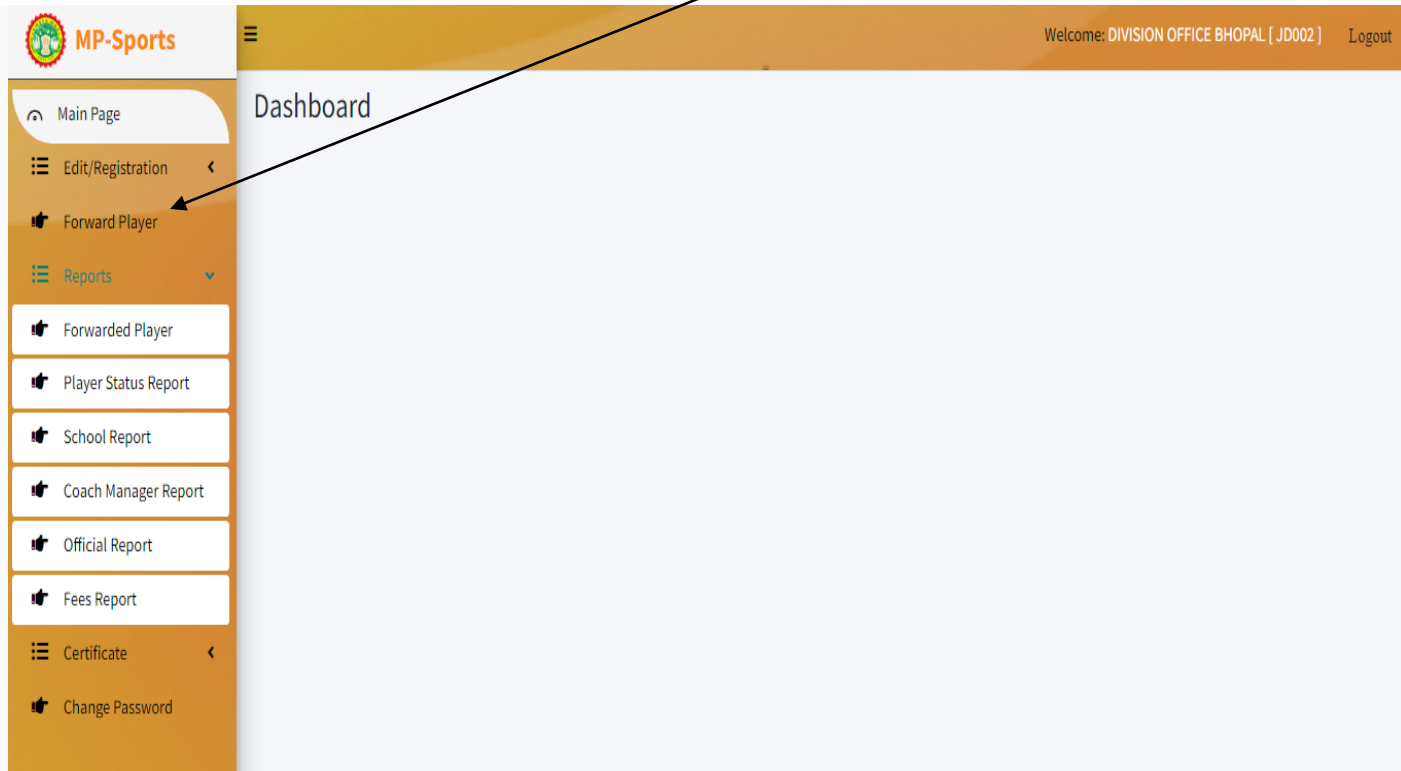 MP-Sports
Welcome: DIVISION OFFICE BHOPAL [ JD002 ] Logout
Main Page
Dashboard
Edit/Registration
Forward Player
Reports
Forwarded Player
Player Status Report
School Report
Coach Manager Report
Official Report
Fees Report
Certificate
Change Password